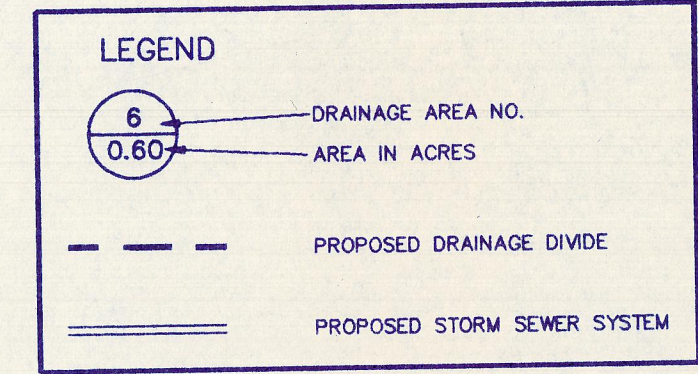 LEGEND
6
DRAINAGE AREA NO.
0.60
AREA IN ACRES
PROPOSED DRAINAGE DIVIDE
PROPOSED STORM SEWER SYSTEM